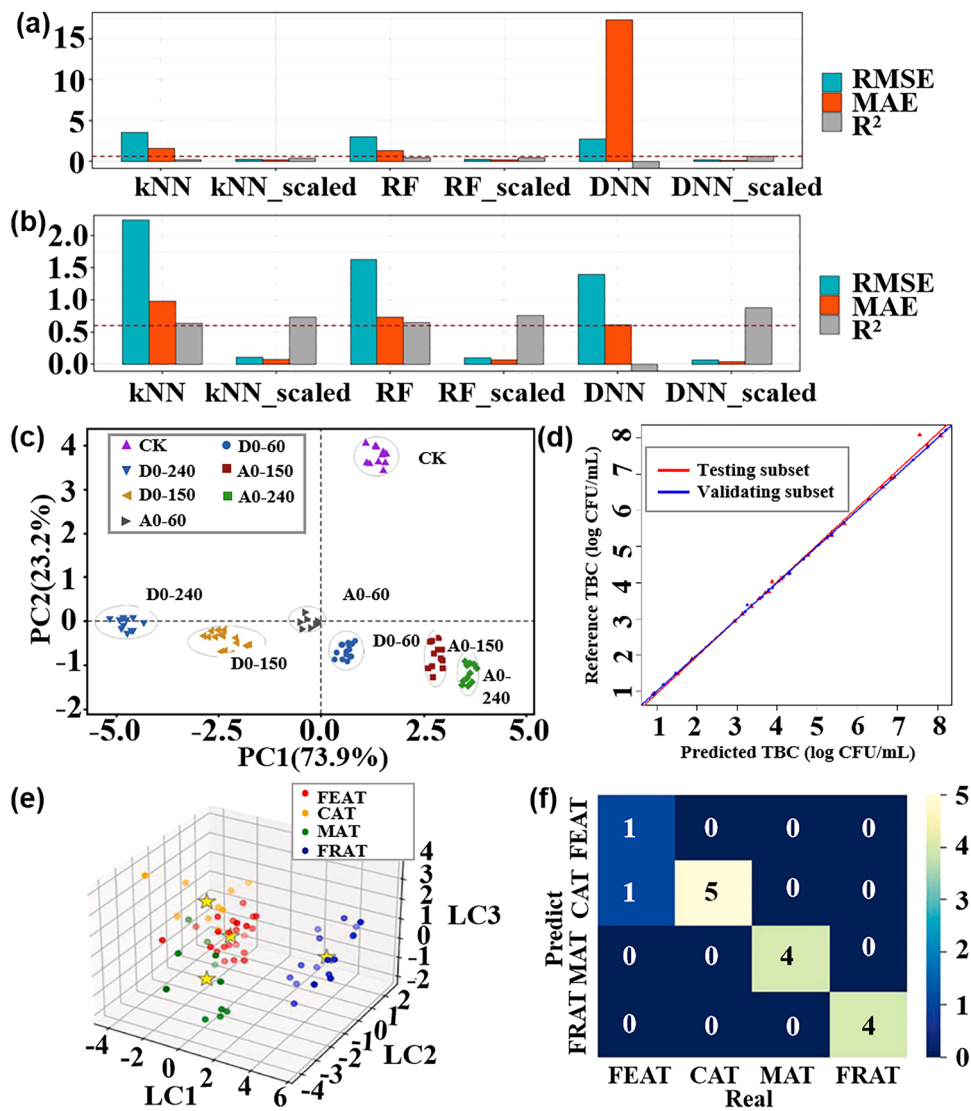 (a)
15
10
5
0
RMSE
MAE
R²
kNN kNN_scaled RF RF_scaled DNN DNN_scaled
(b)
2.0
1.5
1.0
0.5
0.0
RMSE
MAE
R²
kNN kNN_scaled RF RF_scaled DNN DNN_scaled
(c)
PC2(23.2%)
4
3
4
1
0
-1
-2
CK D0-60
D0-240 A0-150
D0-150 A0-240
A0-60
CK
D0-240
A0-60
D0-150
D0-60
A0-150
A0-
240
-5.0 -2.5 0.0 2.5 5.0
PC1(73.9%)
(d)
Reference TBC (log CFU/mL)
8
7
6
5
4
3
2
1
Testing subset
Validating subset
1 2 3 4 5 6 7 8
Predicted TBC (log CFU/mL)
(e)
FEAT
CAT
MAT
FRAT
4
3
2
1
0
-1
-2
LC3
2
1
0
-1
-2
-3
-4
LC2
-4 -2 0 2 4 6
LC1
(f)
Predict
FEAT
CAT
MAT
FRAT
1 0 0 0
1 5 0 0
0 0 4 0
0 0 0 4
FEAT CAT MAT FRAT
Real
5
4
3
2
1
0